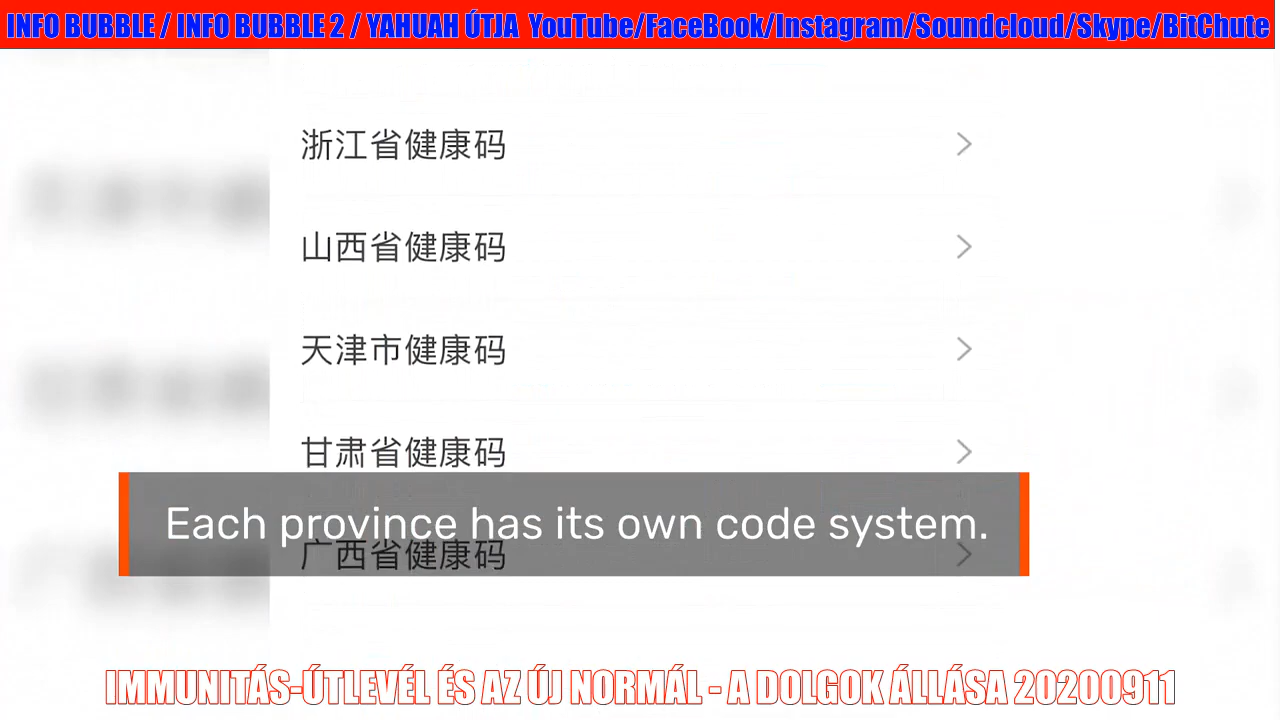 INFO BUBBLE / INFO BUBBLE 2 / YAHUAH ÚTJA YouTube/FaceBook/Instagram/Soundcloud/Skype/BitChute
浙江省健康码
山西省健康码
天津市健康码
甘肃省健康码
Each province has its own code system.
广西省健康码
IMMUNITÁS-ÚTLEVÉL ÉS AZ ÚJ NORMÁL - A DOLGOK ÁLLÁSA 20200911